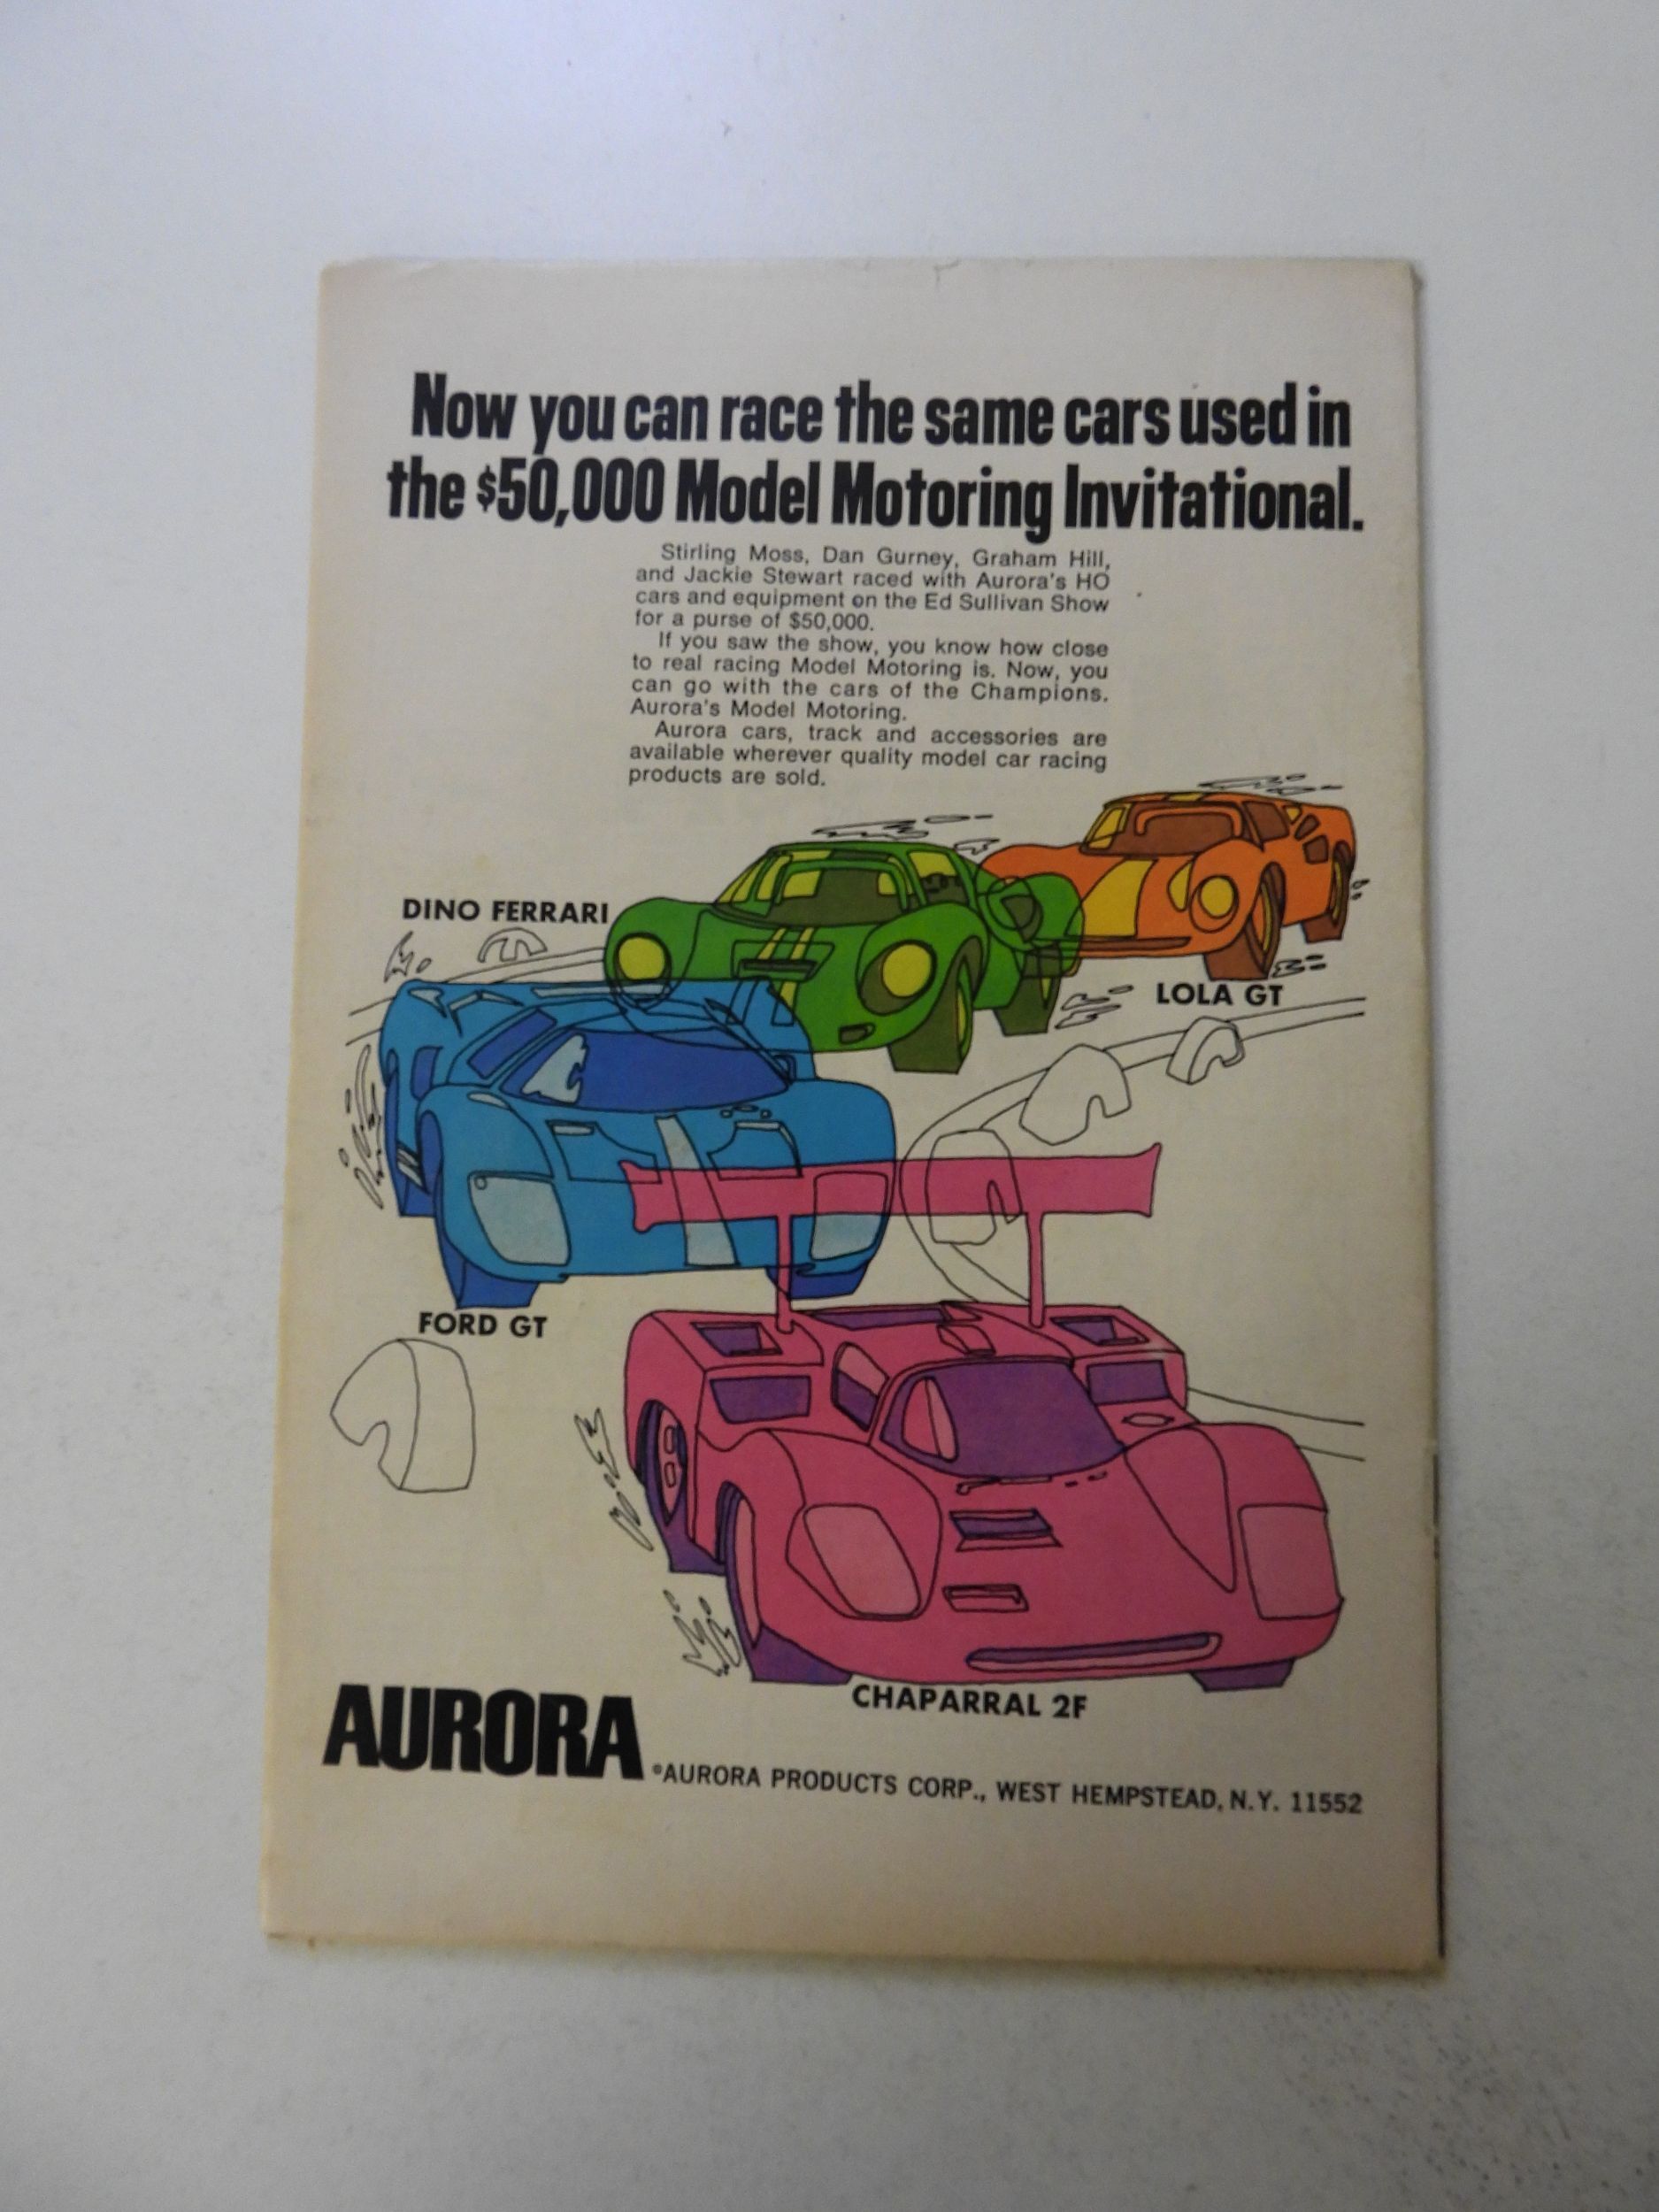 Now you can race the same cars used in
the $50,000 Model Motoring Invitational.
Stirling Moss, Dan Gurney, Graham Hill,
and Jackie Stewart raced with Aurora's HO
cars and equipment on the Ed Sullivan Show
for a purse of $50,000.
If you saw the show, you know how close
to real racing Model Motoring is. Now, you
can go with the cars of the Champions.
Aurora's Model Motoring.
Aurora cars, track and accessories are
available wherever quality model car racing
products are sold.
DINO FERRARI
LOLA GT
FORD GT
CHAPARRAL 2F
AURORA
©AURORA PRODUCTS CORP., WEST HEMPSTEAD, N.Y. 11552